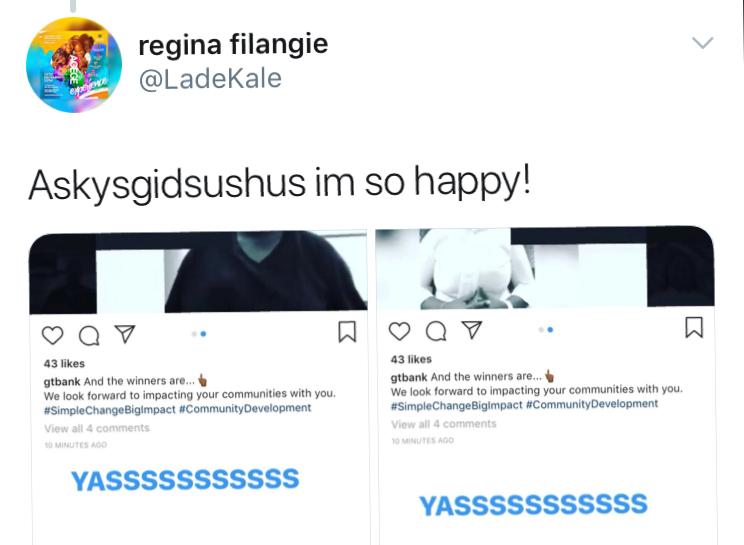 regina filangie
@LadeKale
AGEGE
experience
Askysgidsushus im so happy!
43 likes
gtbank And the winners are...👆🏾
We look forward to impacting your communities with you.
#SimpleChangeBigImpact #CommunityDevelopment
View all 4 comments
10 MINUTES AGO
YASSSSSSSSSSS
43 likes
gtbank And the winners are...👆🏾
We look forward to impacting your communities with you.
#SimpleChangeBigImpact #CommunityDevelopment
View all 4 comments
10 MINUTES AGO
YASSSSSSSSSSS